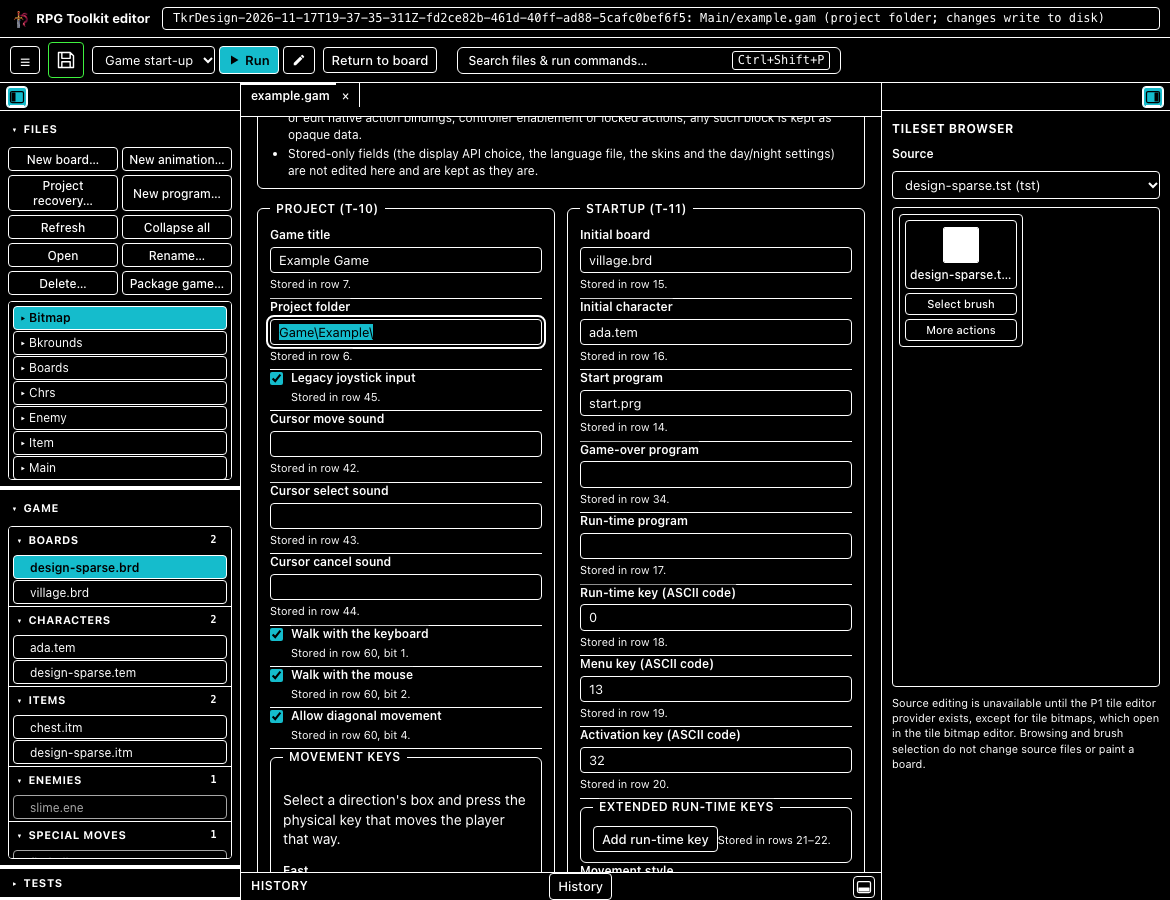 RPG Toolkit editor
TkrDesign-2026-11-17T19-37-35-311Z-fd2ce82b-461d-40ff-ad88-5cafc0bef6f5: Main/example.gam (project folder; changes write to disk)
Game start-up
Run
Return to board
Search files & run commands...
Ctrl+Shift+P
FILES
New board...
New animation...
Project recovery...
New program...
Refresh
Collapse all
Open
Rename...
Delete...
Package game...
Bitmap
Bkrounds
Boards
Chrs
Enemy
Item
Main
GAME
BOARDS 2
design-sparse.brd
village.brd
CHARACTERS 2
ada.tem
design-sparse.tem
ITEMS 2
chest.itm
design-sparse.itm
ENEMIES 1
slime.ene
SPECIAL MOVES 1
TESTS
example.gam ×
or edit native action bindings, controller enablement or locked actions; any such block is kept as
opaque data.
• Stored-only fields (the display API choice, the language file, the skins and the day/night settings)
are not edited here and are kept as they are.
PROJECT (T-10)
Game title
Example Game
Stored in row 7.
Project folder
Game\Example\
Stored in row 6.
Legacy joystick input
Stored in row 45.
Cursor move sound
Stored in row 42.
Cursor select sound
Stored in row 43.
Cursor cancel sound
Stored in row 44.
Walk with the keyboard
Stored in row 60, bit 1.
Walk with the mouse
Stored in row 60, bit 2.
Allow diagonal movement
Stored in row 60, bit 4.
MOVEMENT KEYS
Select a direction's box and press the
physical key that moves the player
that way.
East
STARTUP (T-11)
Initial board
village.brd
Stored in row 15.
Initial character
ada.tem
Stored in row 16.
Start program
start.prg
Stored in row 14.
Game-over program
Stored in row 34.
Run-time program
Stored in row 17.
Run-time key (ASCII code)
0
Stored in row 18.
Menu key (ASCII code)
13
Stored in row 19.
Activation key (ASCII code)
32
Stored in row 20.
EXTENDED RUN-TIME KEYS
Add run-time key
Stored in rows 21–22.
Movement style
HISTORY
History
TILESET BROWSER
Source
design-sparse.tst (tst)
design-sparse.t...
Select brush
More actions
Source editing is unavailable until the P1 tile editor
provider exists, except for tile bitmaps, which open
in the tile bitmap editor. Browsing and brush
selection do not change source files or paint a
board.